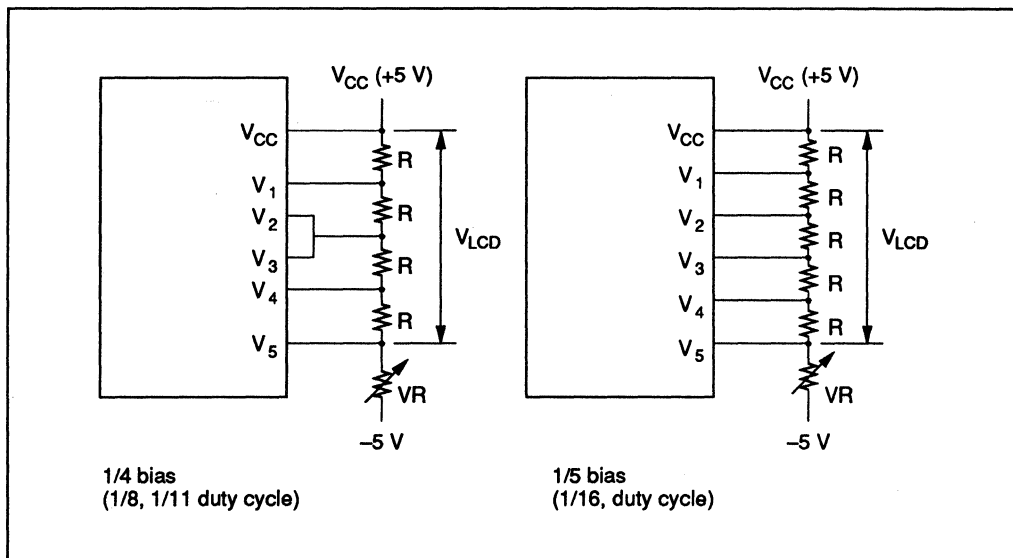 V_CC (+5 V)
V_CC
R
V_1
R
V_2
V_3
R
V_4
R
V_5
VR
–5 V
V_LCD
1/4 bias
(1/8, 1/11 duty cycle)
V_CC (+5 V)
V_CC
R
V_1
R
V_2
R
V_3
R
V_4
R
V_5
VR
–5 V
V_LCD
1/5 bias
(1/16, duty cycle)